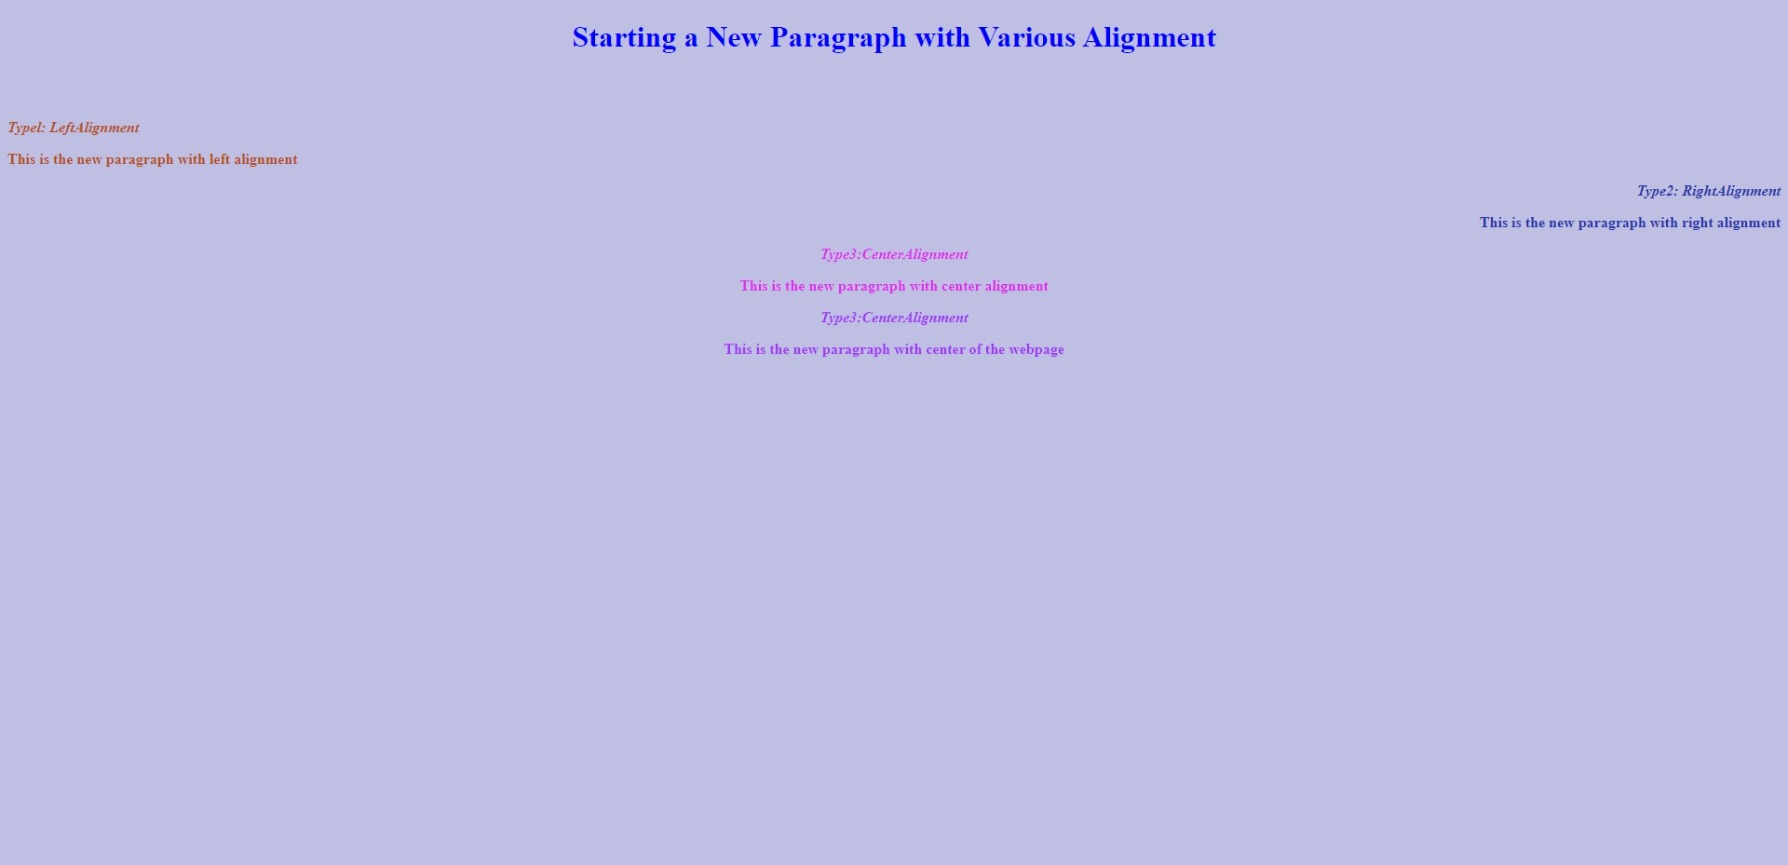 Starting a New Paragraph with Various Alignment
Typel: LeftAlignment
This is the new paragraph with left alignment
Type2: RightAlignment
This is the new paragraph with right alignment
Type3:CenterAlignment
This is the new paragraph with center alignment
Type3:CenterAlignment
This is the new paragraph with center of the webpage